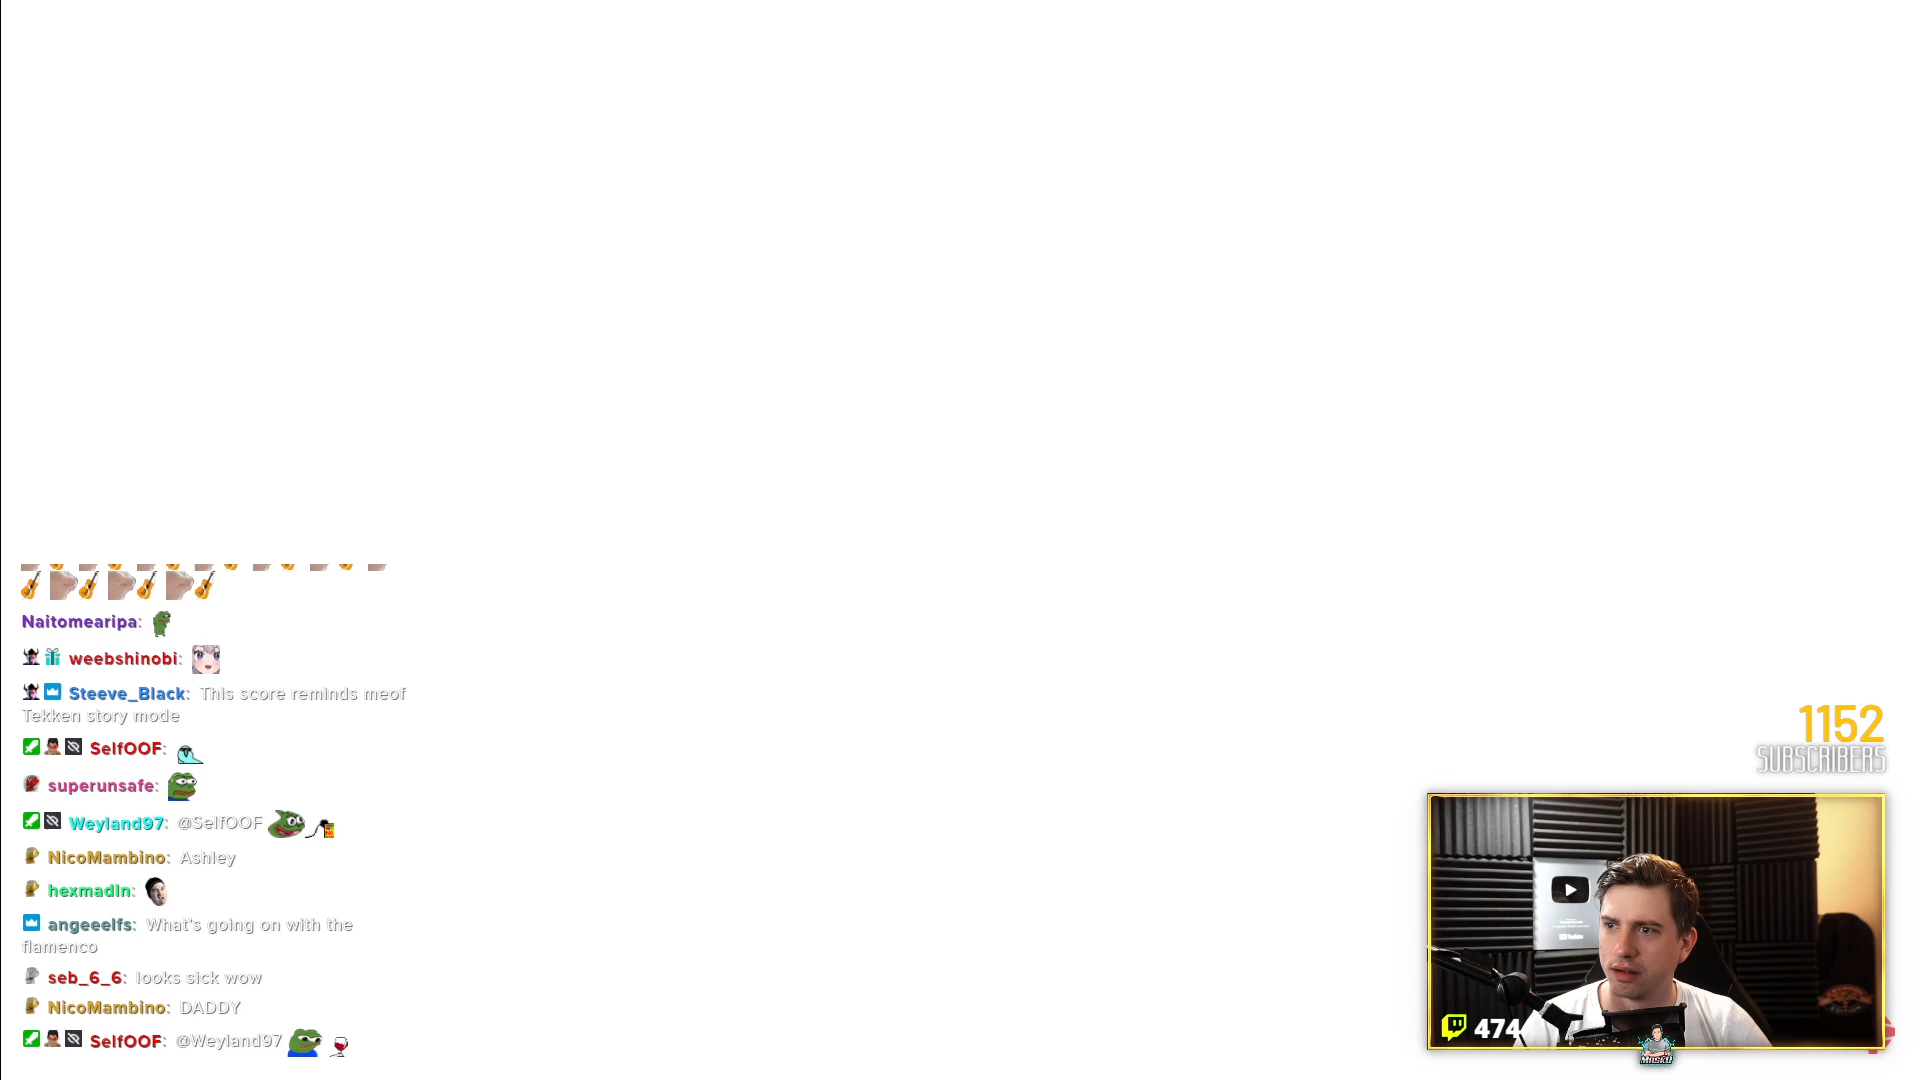 Naitomearipa:
weebshinobi:
Steeve_Black: This score reminds meof
Tekken story mode
SelfOOF:
superunsafe:
Weyland97: @SelfOOF
NicoMambino: Ashley
hexmadln:
angeeelfs: What's going on with the
flamenco
seb_6_6: looks sick wow
NicoMambino: DADDY
SelfOOF: @Weyland97
1152
SUBSCRIBERS
YouTube
474